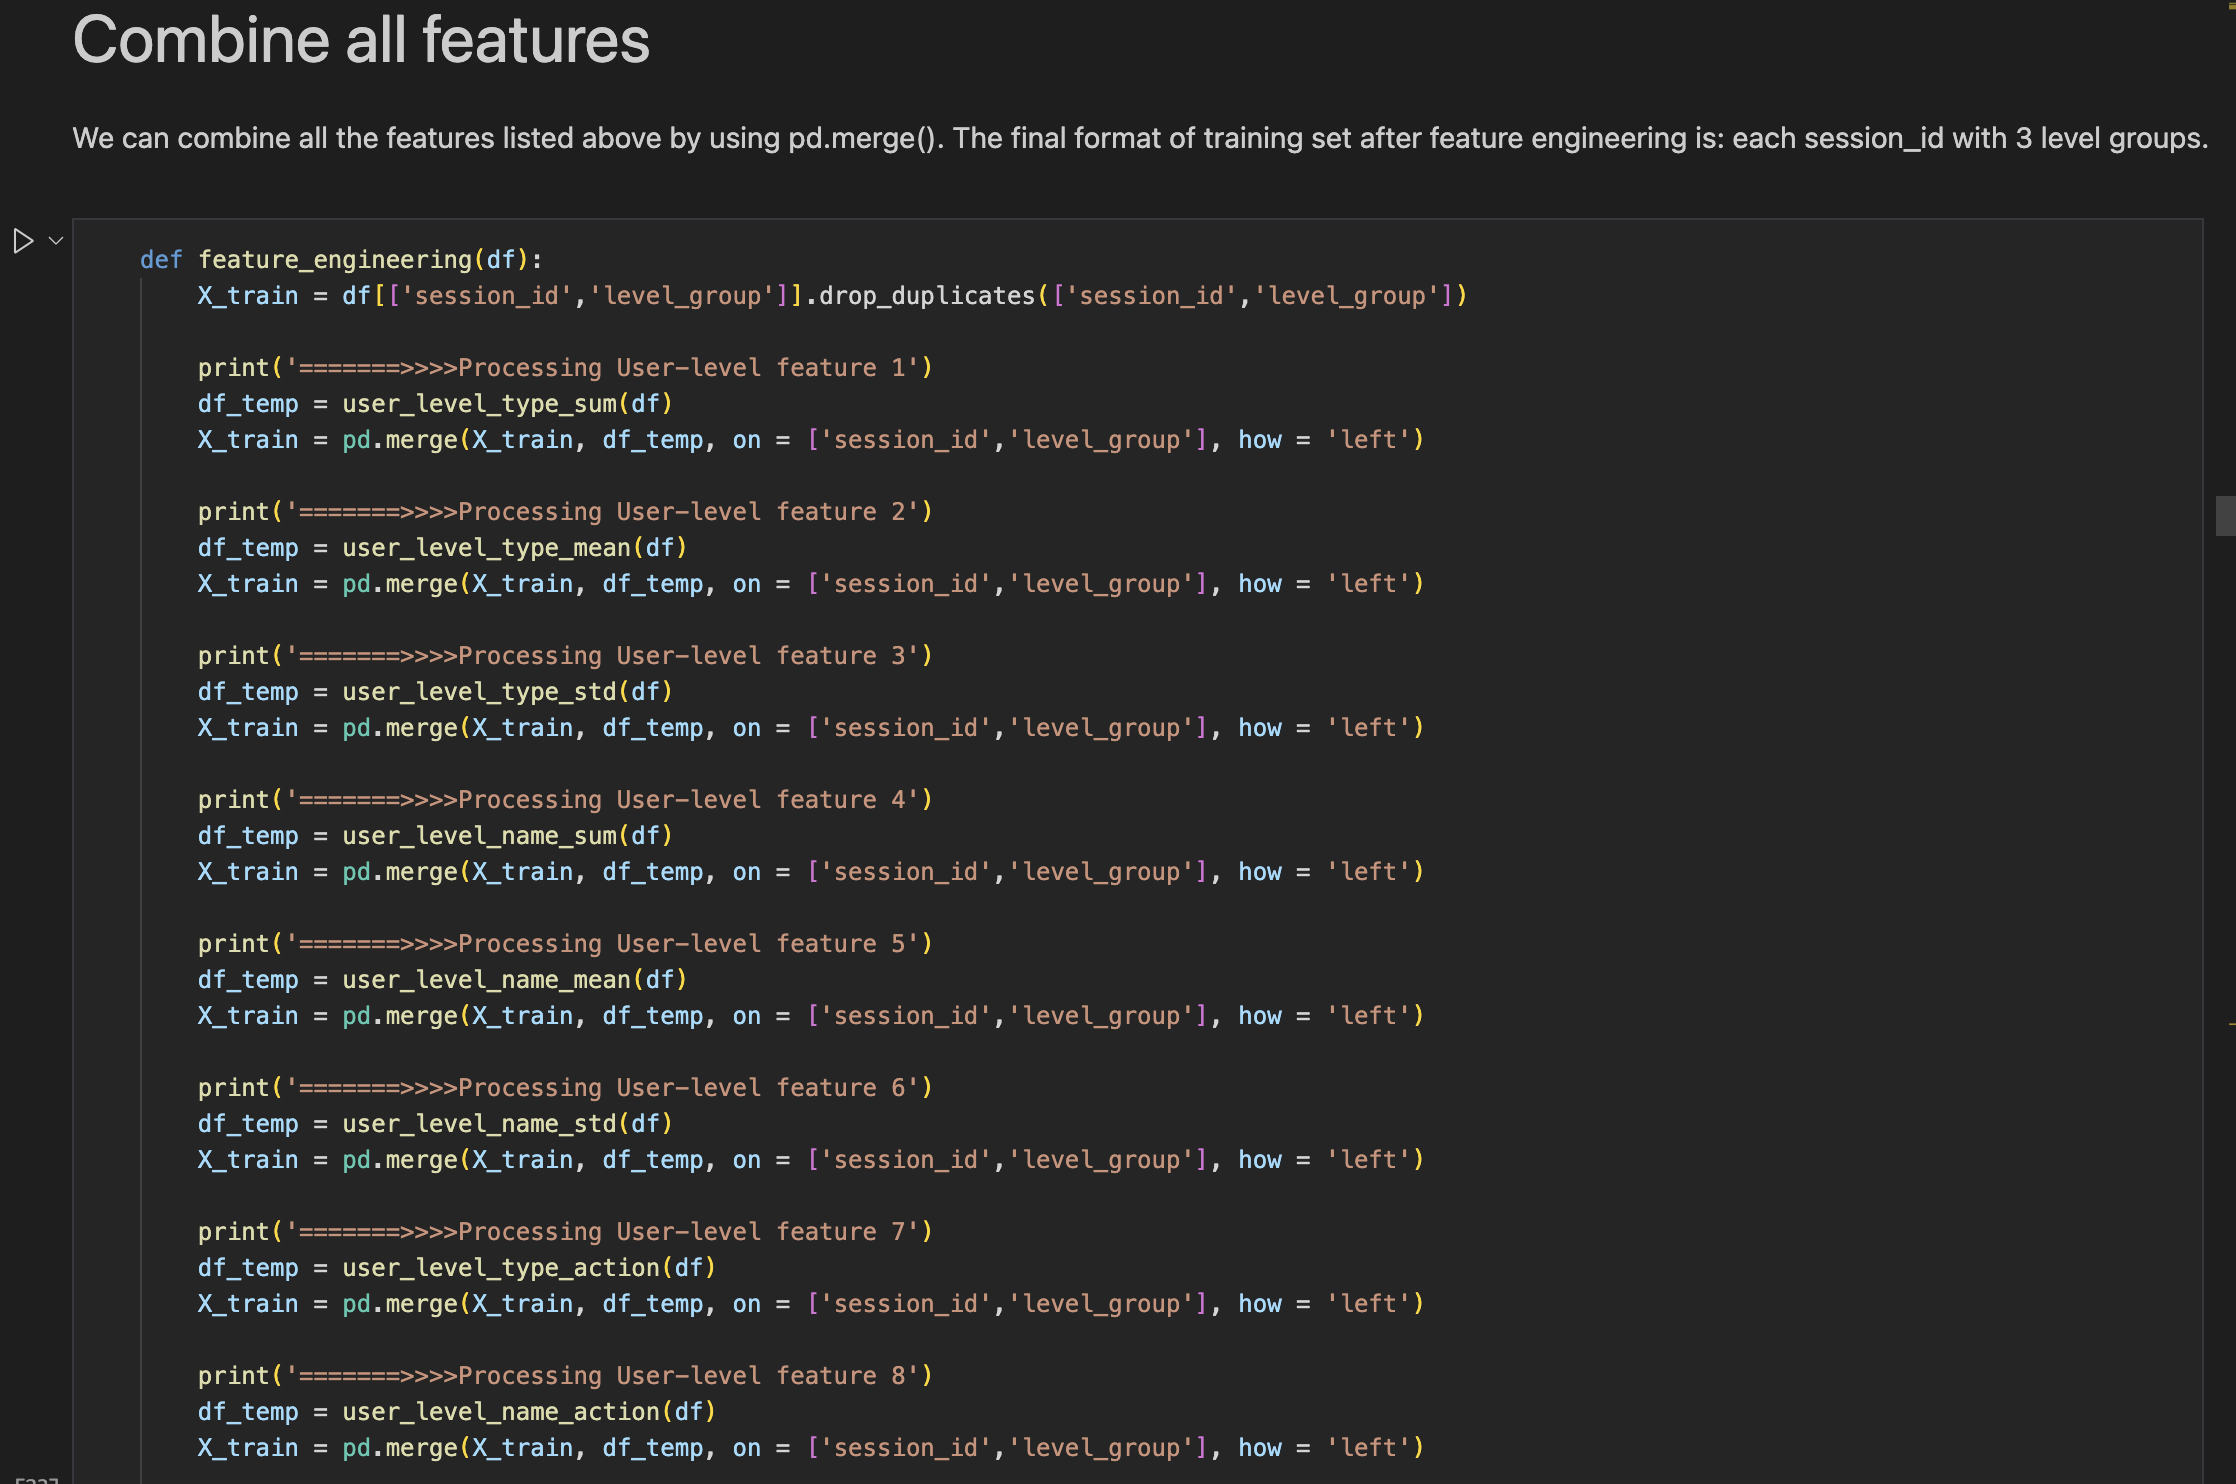 Combine all features
We can combine all the features listed above by using pd.merge(). The final format of training set after feature engineering is: each session_id with 3 level groups.
def feature_engineering(df):
    X_train = df[['session_id','level_group']].drop_duplicates(['session_id','level_group'])
    print('=======>>>>Processing User-level feature 1')
    df_temp = user_level_type_sum(df)
    X_train = pd.merge(X_train, df_temp, on = ['session_id','level_group'], how = 'left')
    print('=======>>>>Processing User-level feature 2')
    df_temp = user_level_type_mean(df)
    X_train = pd.merge(X_train, df_temp, on = ['session_id','level_group'], how = 'left')
    print('=======>>>>Processing User-level feature 3')
    df_temp = user_level_type_std(df)
    X_train = pd.merge(X_train, df_temp, on = ['session_id','level_group'], how = 'left')
    print('=======>>>>Processing User-level feature 4')
    df_temp = user_level_name_sum(df)
    X_train = pd.merge(X_train, df_temp, on = ['session_id','level_group'], how = 'left')
    print('=======>>>>Processing User-level feature 5')
    df_temp = user_level_name_mean(df)
    X_train = pd.merge(X_train, df_temp, on = ['session_id','level_group'], how = 'left')
    print('=======>>>>Processing User-level feature 6')
    df_temp = user_level_name_std(df)
    X_train = pd.merge(X_train, df_temp, on = ['session_id','level_group'], how = 'left')
    print('=======>>>>Processing User-level feature 7')
    df_temp = user_level_type_action(df)
    X_train = pd.merge(X_train, df_temp, on = ['session_id','level_group'], how = 'left')
    print('=======>>>>Processing User-level feature 8')
    df_temp = user_level_name_action(df)
    X_train = pd.merge(X_train, df_temp, on = ['session_id','level_group'], how = 'left')